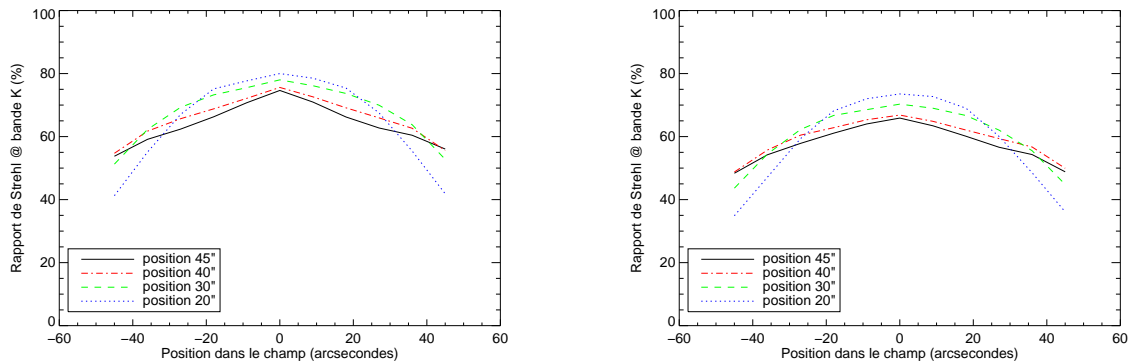 100
80
60
40
20
0
Rapport de Strehl @ bande K (%)
position 45"
position 40"
position 30"
position 20"
−60 −40 −20 0 20 40 60
Position dans le champ (arcsecondes)
100
80
60
40
20
0
Rapport de Strehl @ bande K (%)
position 45"
position 40"
position 30"
position 20"
−60 −40 −20 0 20 40 60
Position dans le champ (arcsecondes)